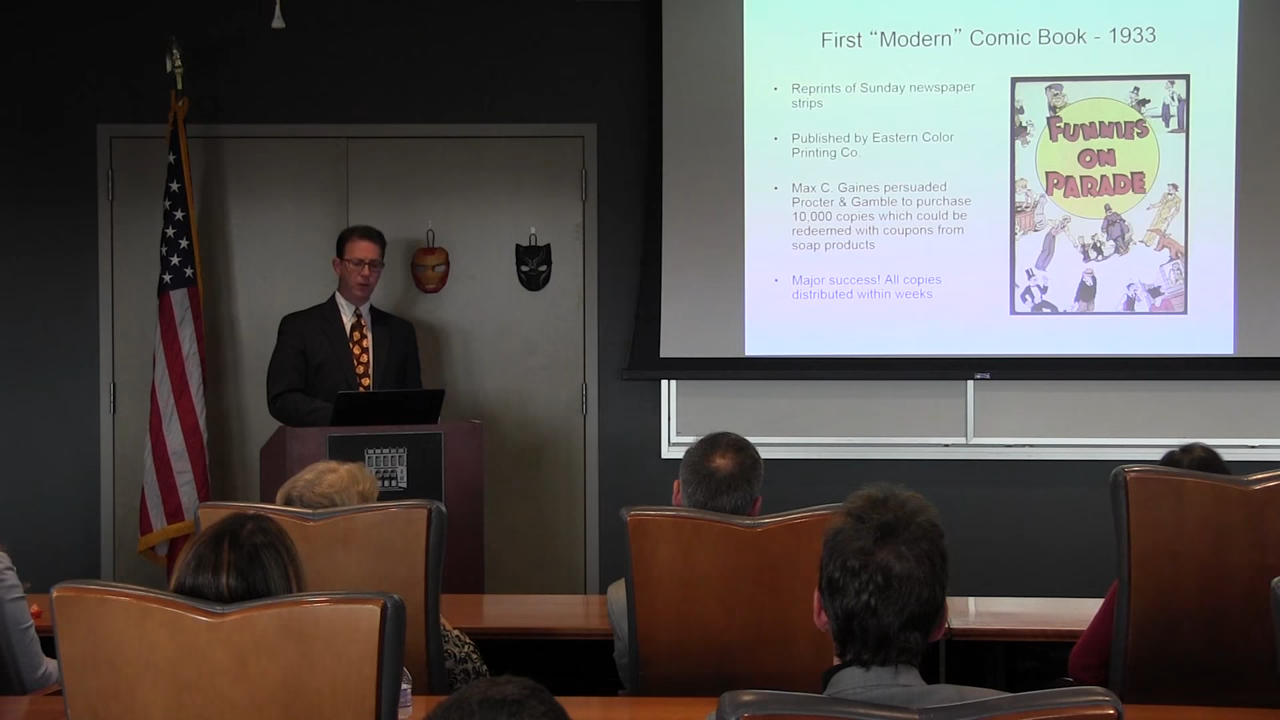 First “Modern” Comic Book - 1933
• Reprints of Sunday newspaper
strips
• Published by Eastern Color
Printing Co.
• Max C. Gaines persuaded
Procter & Gamble to purchase
10,000 copies which could be
redeemed with coupons from
soap products
• Major success! All copies
distributed within weeks
FUNNIES
ON
PARADE